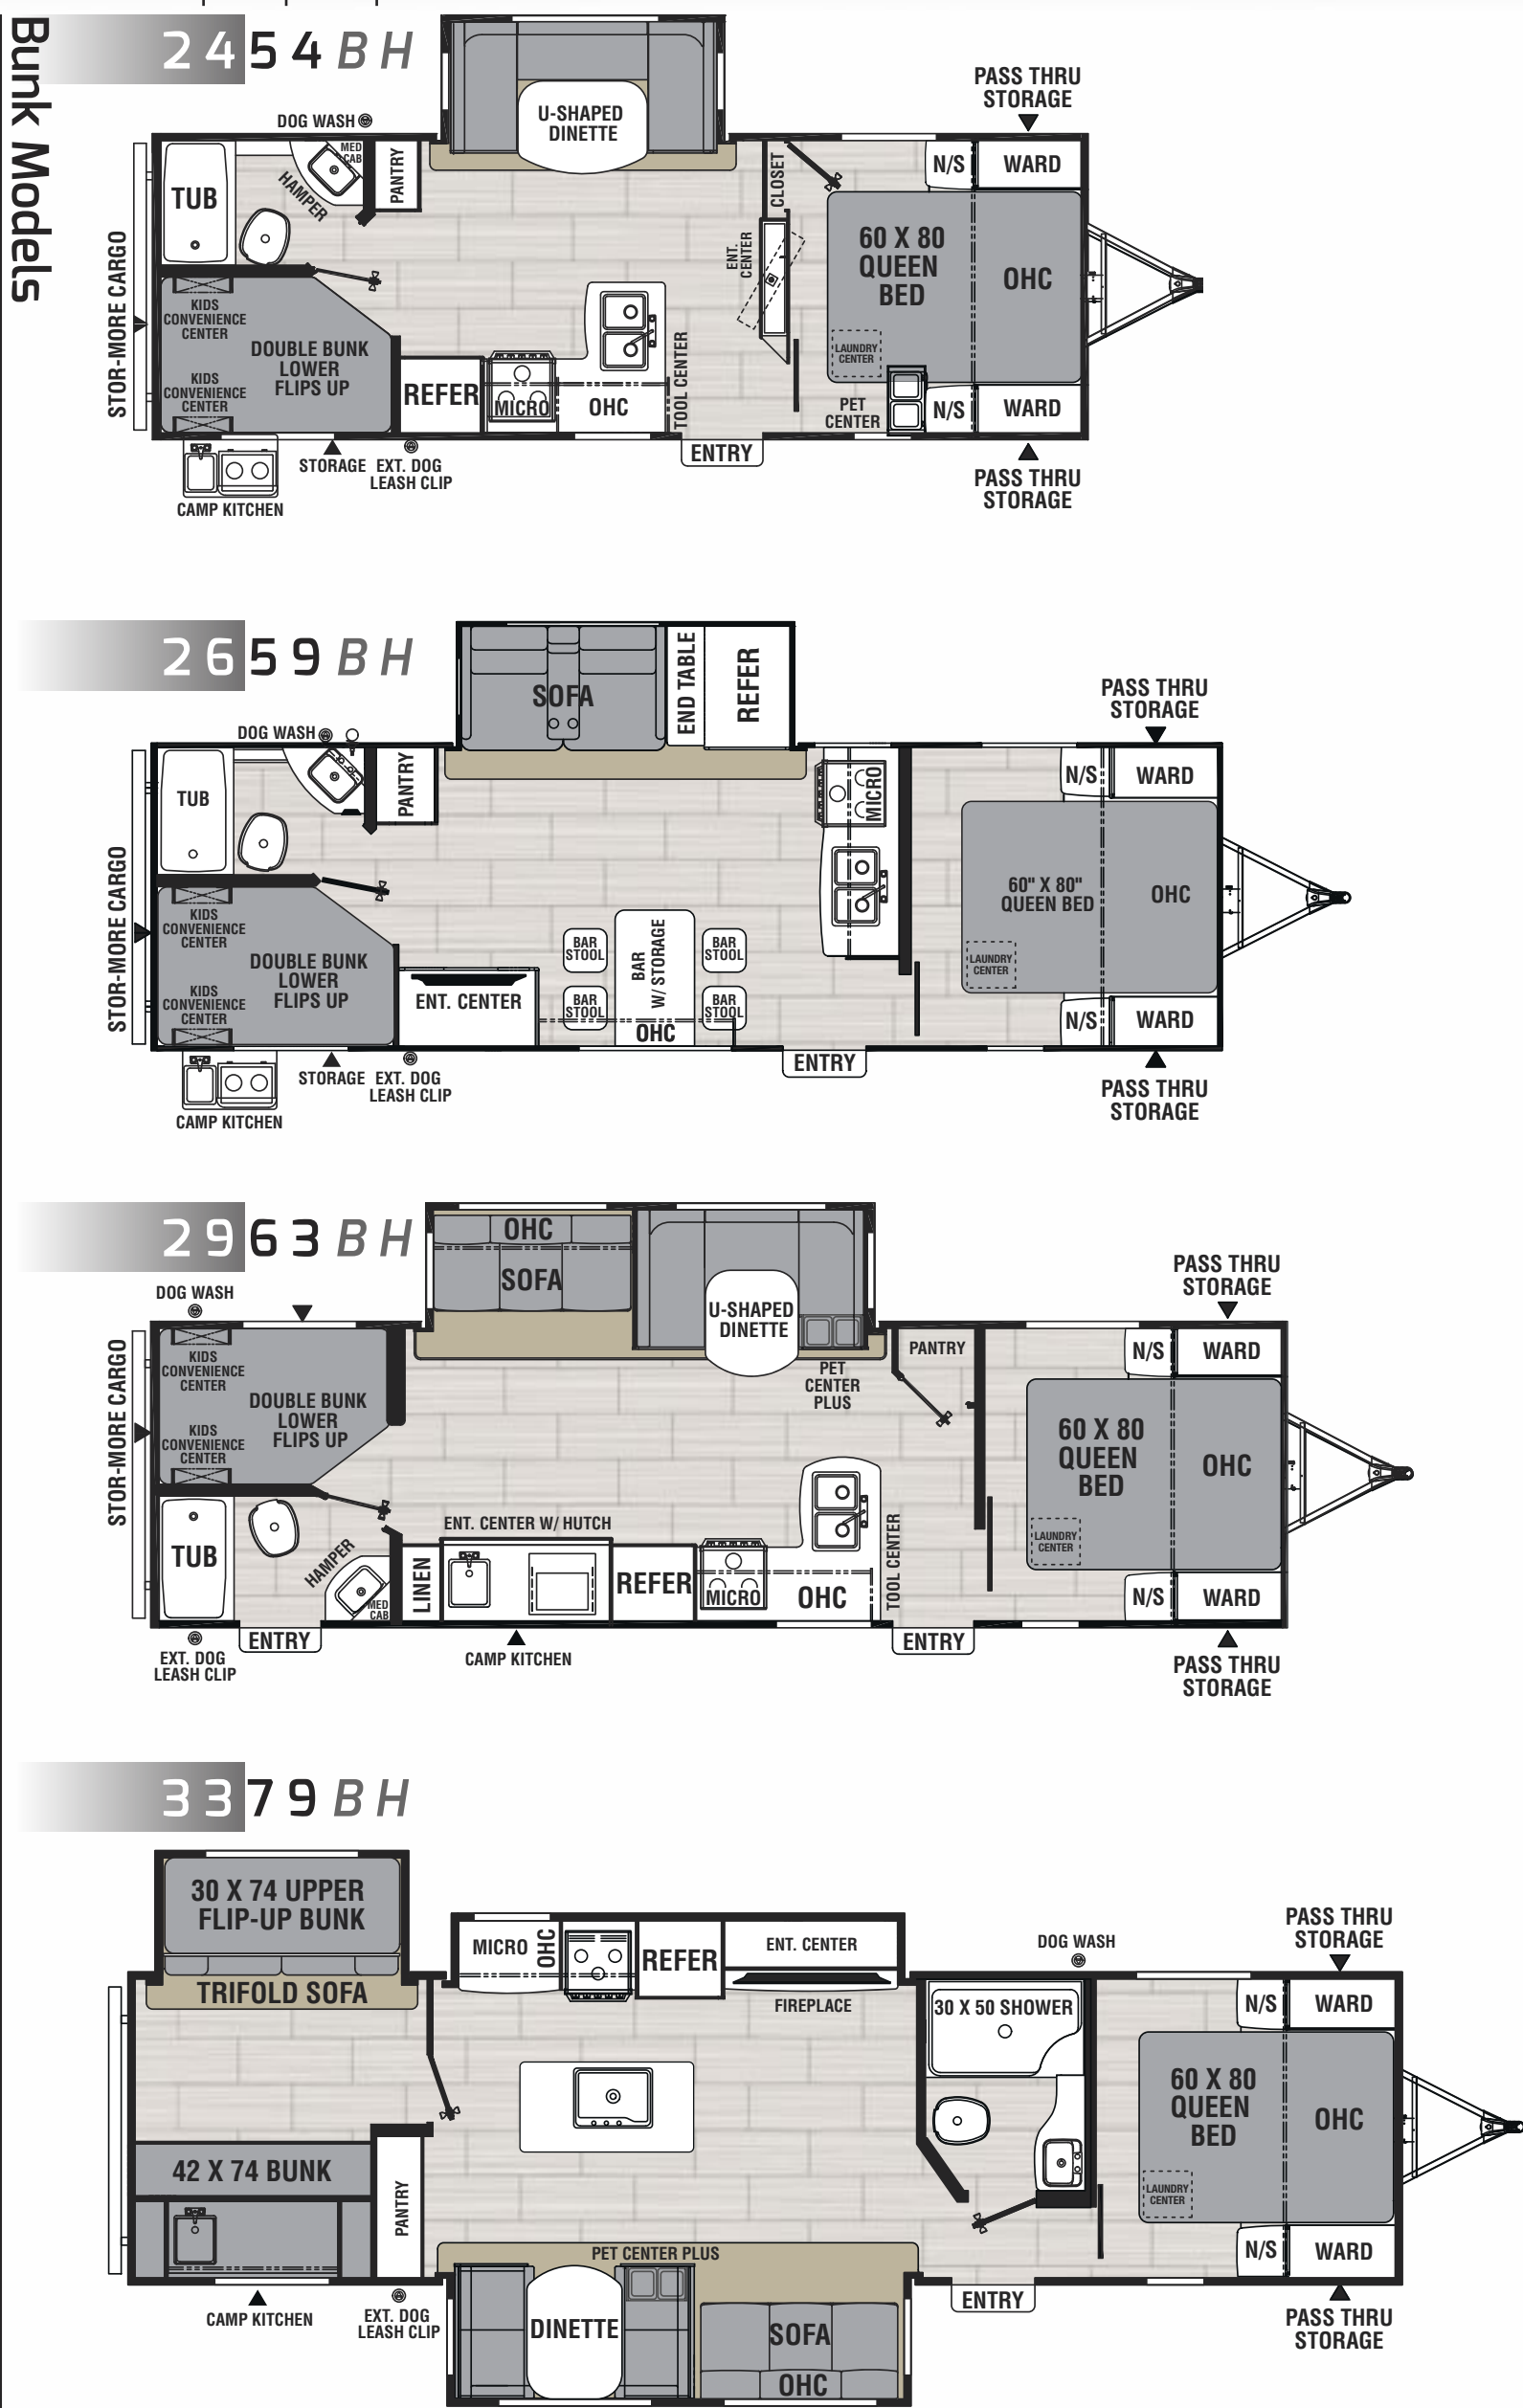 Bunk Models
2454BH
U-SHAPED
DINETTE
PASS THRU
STORAGE
DOG WASH
MED
CAB
TUB
HAMPER
PANTRY
CLOSET
N/S
WARD
STOR-MORE CARGO
ENT.
CENTER
60 X 80
QUEEN
BED
OHC
KIDS
CONVENIENCE
CENTER
DOUBLE BUNK
LOWER
FLIPS UP
KIDS
CONVENIENCE
CENTER
REFER
MICRO
OHC
TOOL CENTER
LAUNDRY
CENTER
PET
CENTER
N/S
WARD
ENTRY
STORAGE
EXT. DOG
LEASH CLIP
CAMP KITCHEN
PASS THRU
STORAGE
2659BH
SOFA
END TABLE
REFER
PASS THRU
STORAGE
DOG WASH
TUB
PANTRY
MICRO
N/S
WARD
STOR-MORE CARGO
60" X 80"
QUEEN BED
OHC
KIDS
CONVENIENCE
CENTER
DOUBLE BUNK
LOWER
FLIPS UP
KIDS
CONVENIENCE
CENTER
ENT. CENTER
BAR
STOOL
BAR
STOOL
BAR
W/ STORAGE
BAR
STOOL
BAR
STOOL
OHC
LAUNDRY
CENTER
N/S
WARD
ENTRY
STORAGE
EXT. DOG
LEASH CLIP
CAMP KITCHEN
PASS THRU
STORAGE
2963BH
OHC
SOFA
U-SHAPED
DINETTE
PASS THRU
STORAGE
DOG WASH
KIDS
CONVENIENCE
CENTER
DOUBLE BUNK
LOWER
FLIPS UP
KIDS
CONVENIENCE
CENTER
STOR-MORE CARGO
PET
CENTER
PLUS
PANTRY
N/S
WARD
60 X 80
QUEEN
BED
OHC
TUB
HAMPER
MED
CAB
LINEN
ENT. CENTER W/ HUTCH
REFER
MICRO
OHC
TOOL CENTER
LAUNDRY
CENTER
N/S
WARD
ENTRY
EXT. DOG
LEASH CLIP
CAMP KITCHEN
ENTRY
PASS THRU
STORAGE
3379BH
30 X 74 UPPER
FLIP-UP BUNK
TRIFOLD SOFA
MICRO
OHC
REFER
ENT. CENTER
FIREPLACE
DOG WASH
PASS THRU
STORAGE
30 X 50 SHOWER
N/S
WARD
60 X 80
QUEEN
BED
OHC
42 X 74 BUNK
PANTRY
LAUNDRY
CENTER
PET CENTER PLUS
N/S
WARD
ENTRY
CAMP KITCHEN
EXT. DOG
LEASH CLIP
DINETTE
SOFA
OHC
PASS THRU
STORAGE